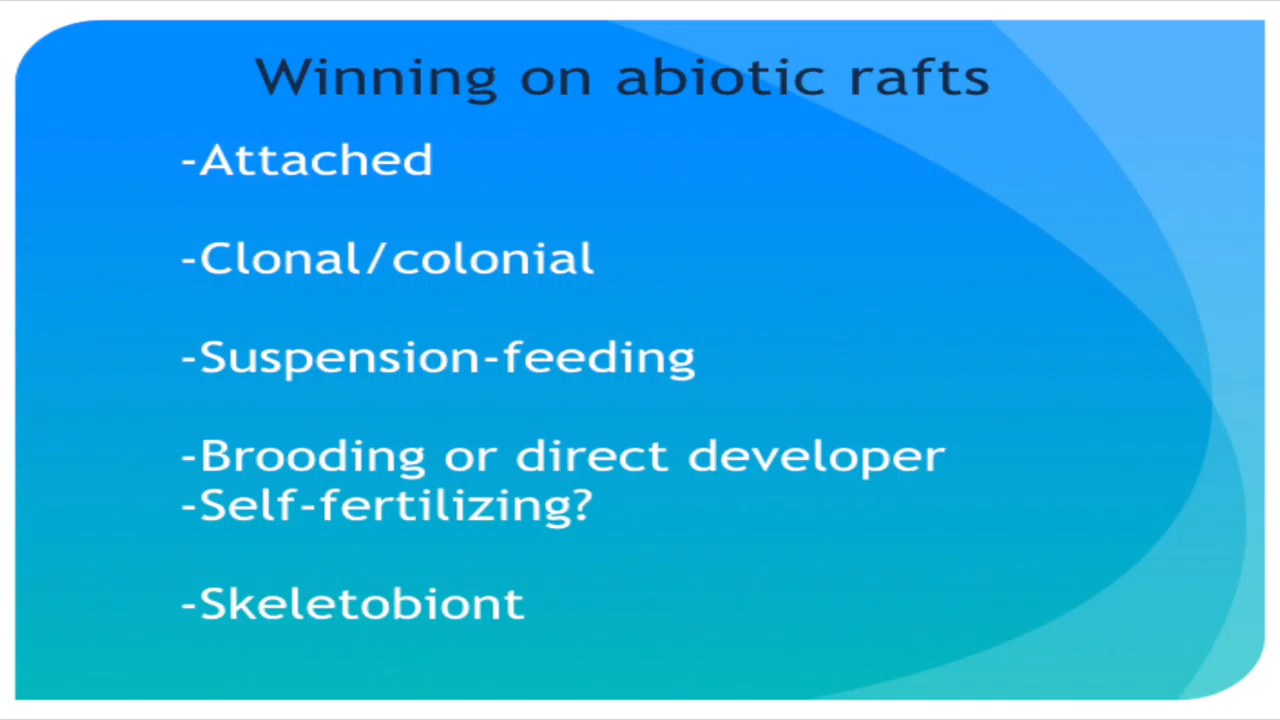 Winning on abiotic rafts
-Attached
-Clonal/colonial
-Suspension-feeding
-Brooding or direct developer
-Self-fertilizing?
-Skeletobiont